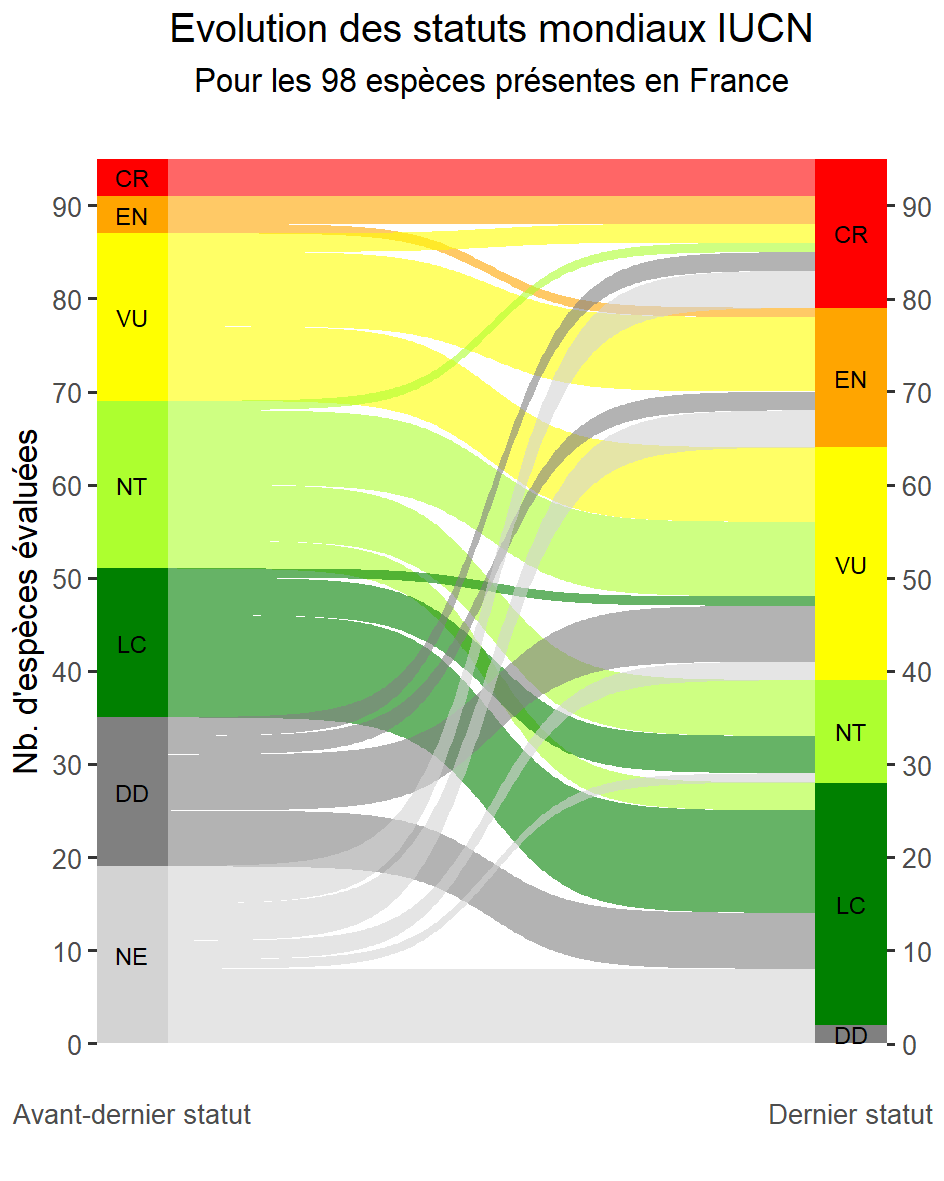 Evolution des statuts mondiaux IUCN
Pour les 98 espèces présentes en France
Nb. d'espèces évaluées
90
80
70
60
50
40
30
20
10
0
CR
EN
VU
NT
LC
DD
NE
CR
EN
VU
NT
LC
DD
90
80
70
60
50
40
30
20
10
0
Avant-dernier statut
Dernier statut